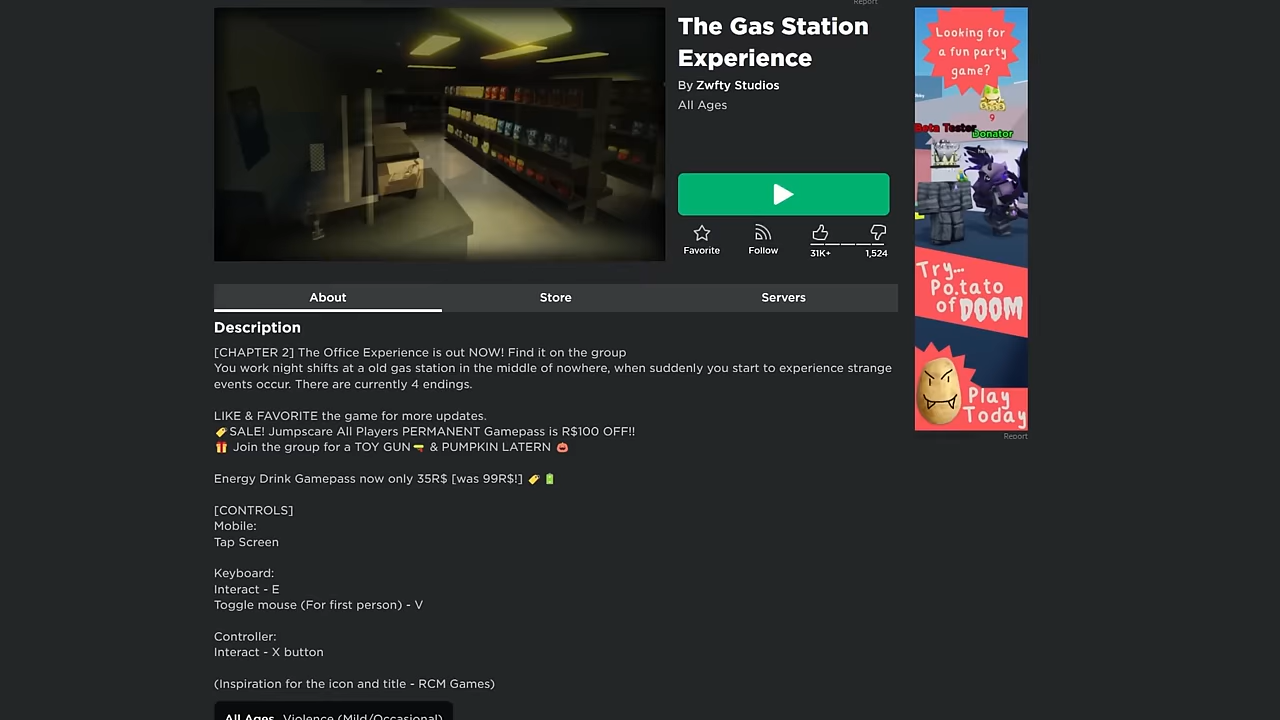 Report
The Gas Station
Experience
By Zwfty Studios
All Ages
Favorite
Follow
31K+
1,524
About
Store
Servers
Description
[CHAPTER 2] The Office Experience is out NOW! Find it on the group
You work night shifts at a old gas station in the middle of nowhere, when suddenly you start to experience strange
events occur. There are currently 4 endings.
LIKE & FAVORITE the game for more updates.
🏷️SALE! Jumpscare All Players PERMANENT Gamepass is R$100 OFF!!
🎁 Join the group for a TOY GUN🔫 & PUMPKIN LATERN 🎃
Energy Drink Gamepass now only 35R$ [was 99R$!] 🏷️ 🔋
[CONTROLS]
Mobile:
Tap Screen
Keyboard:
Interact - E
Toggle mouse (For first person) - V
Controller:
Interact - X button
(Inspiration for the icon and title - RCM Games)
All Ages Violence (Mild/Occasional)
Looking for
a fun party
game?
9
Beta Tester
Donator
Try...
Po.tato
of DOOM
Play
Today
Report